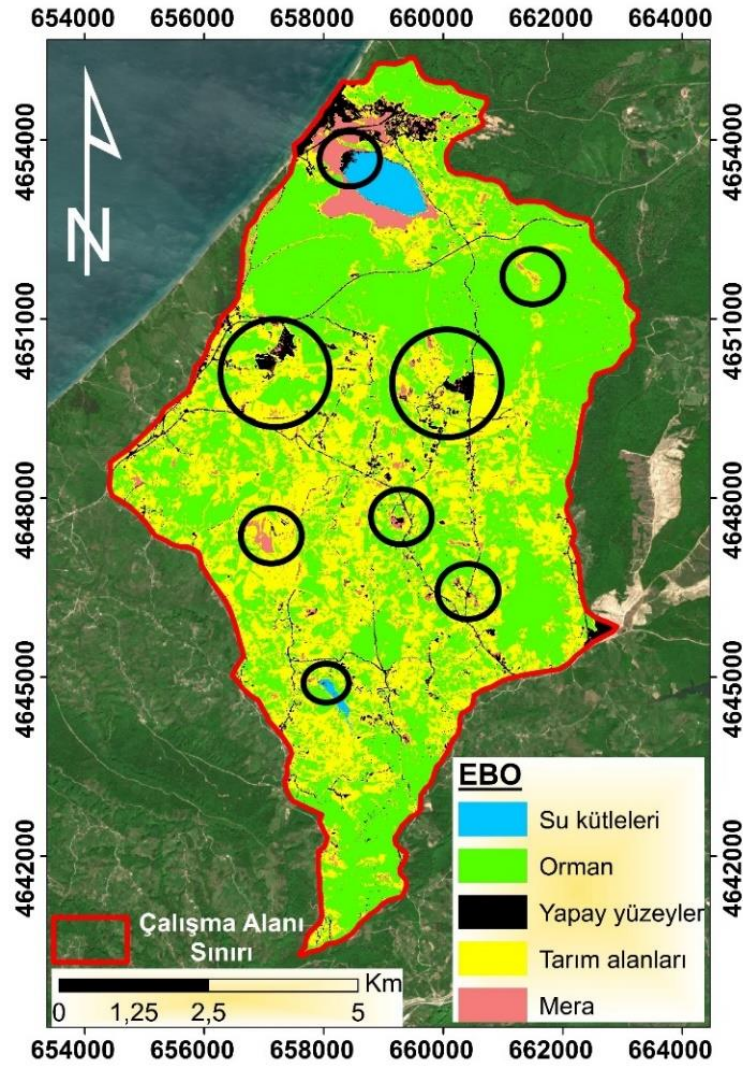 654000 656000 658000 660000 662000 664000
4654000 4654000
N
4651000 4651000
4648000 4648000
4645000 4645000
EBO
Su kütleleri
4642000 4642000
Orman
Yapay yüzeyler
Çalışma Alanı
Sınırı
Tarım alanları
Km
Mera
0 1,25 2,5 5
654000 656000 658000 660000 662000 664000